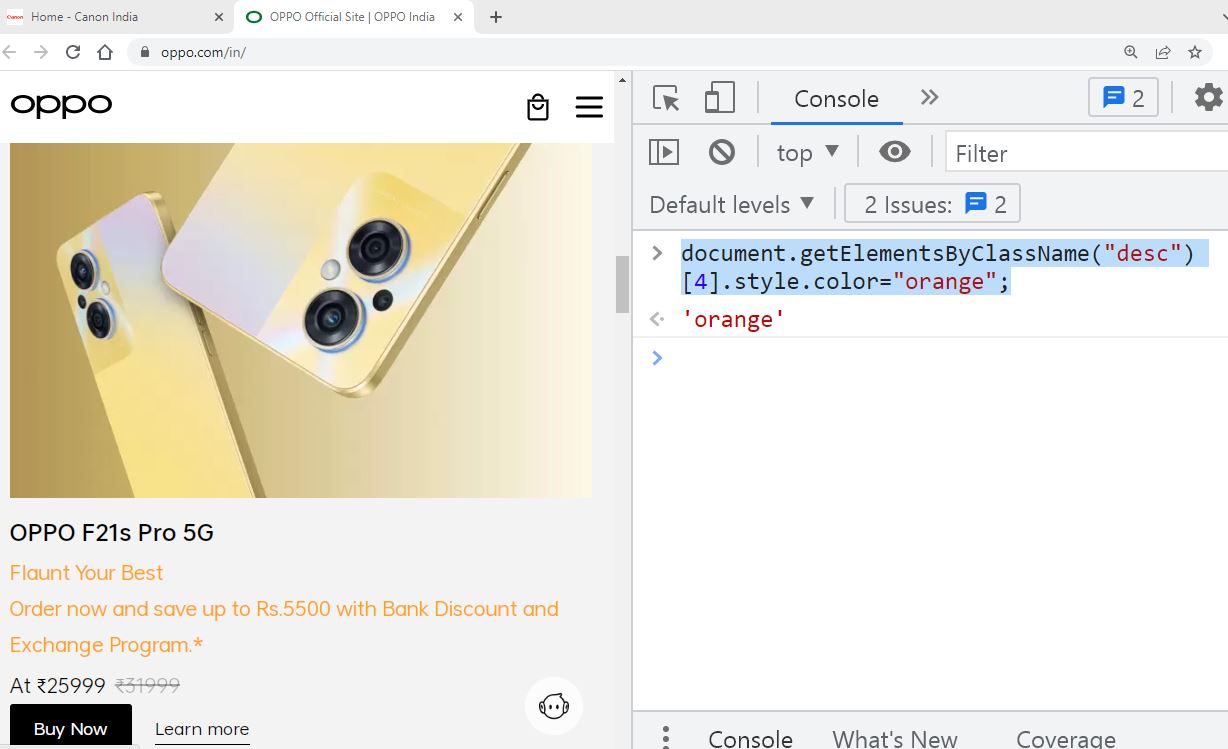 Canon Home - Canon India
OPPO Official Site | OPPO India
oppo.com/in/
oppo
Console
2
top
Filter
Default levels
2 Issues: 2
document.getElementsByClassName("desc")
[4].style.color="orange";
'orange'
OPPO F21s Pro 5G
Flaunt Your Best
Order now and save up to Rs.5500 with Bank Discount and
Exchange Program.*
At ₹25999 ₹31999
Buy Now Learn more
Console What's New Coverage